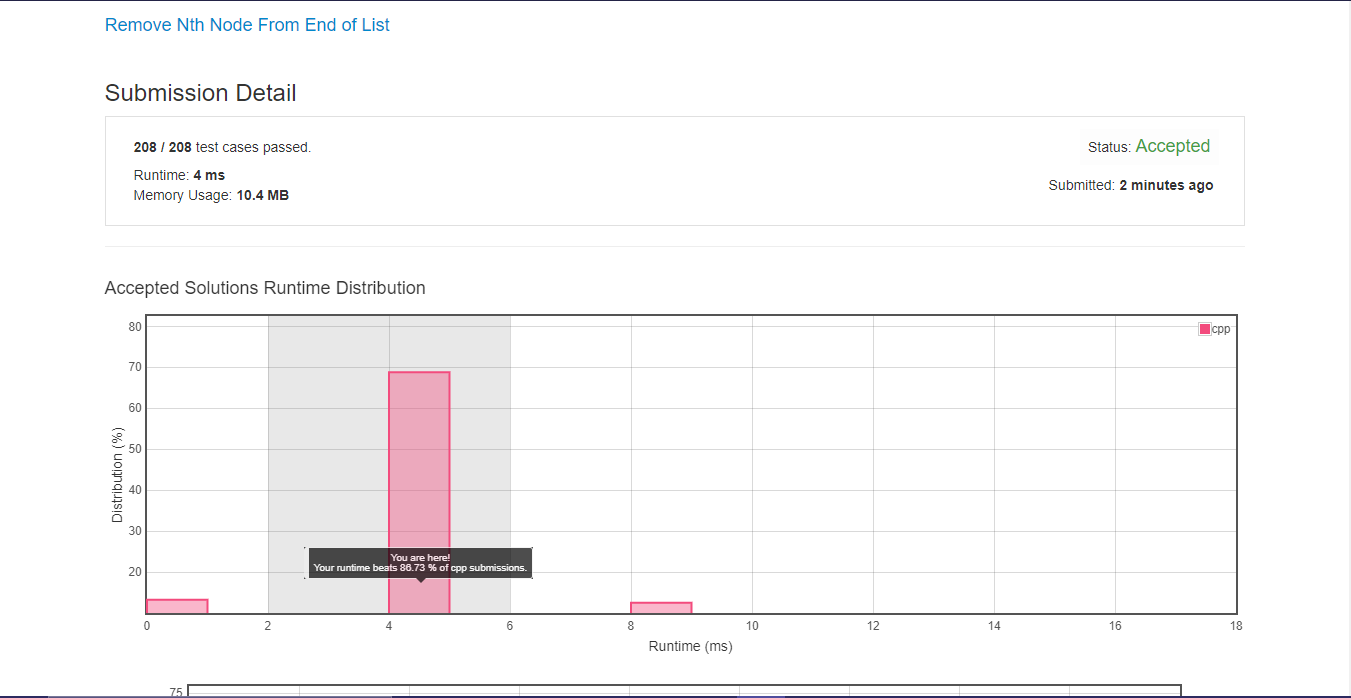 Remove Nth Node From End of List
Submission Detail
208 / 208 test cases passed.
Status: Accepted
Runtime: 4 ms
Submitted: 2 minutes ago
Memory Usage: 10.4 MB
Accepted Solutions Runtime Distribution
80
cpp
70
60
50
40
30
20
Distribution (%)
You are here!
Your runtime beats 86.73 % of cpp submissions.
0 2 4 6 8 10 12 14 16 18
Runtime (ms)
75